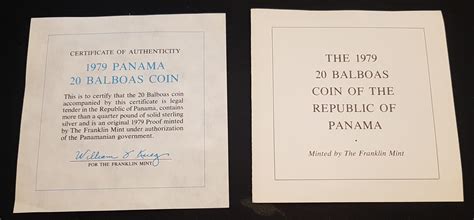 CERTIFICATE OF AUTHENTICITY
1979 PANAMA
20 BALBOAS COIN
This is to certify that the 20 Balboas coin
accompanied by this certificate is legal
tender in the Republic of Panama, contains
more than a quarter pound of solid sterling
silver and is an original 1979 Proof minted
by The Franklin Mint under authorization
of the Panamanian government.
William
FOR THE FRANKLIN MINT
THE 1979
20 BALBOAS
COIN OF THE
REPUBLIC OF
PANAMA
Minted by The Franklin Mint